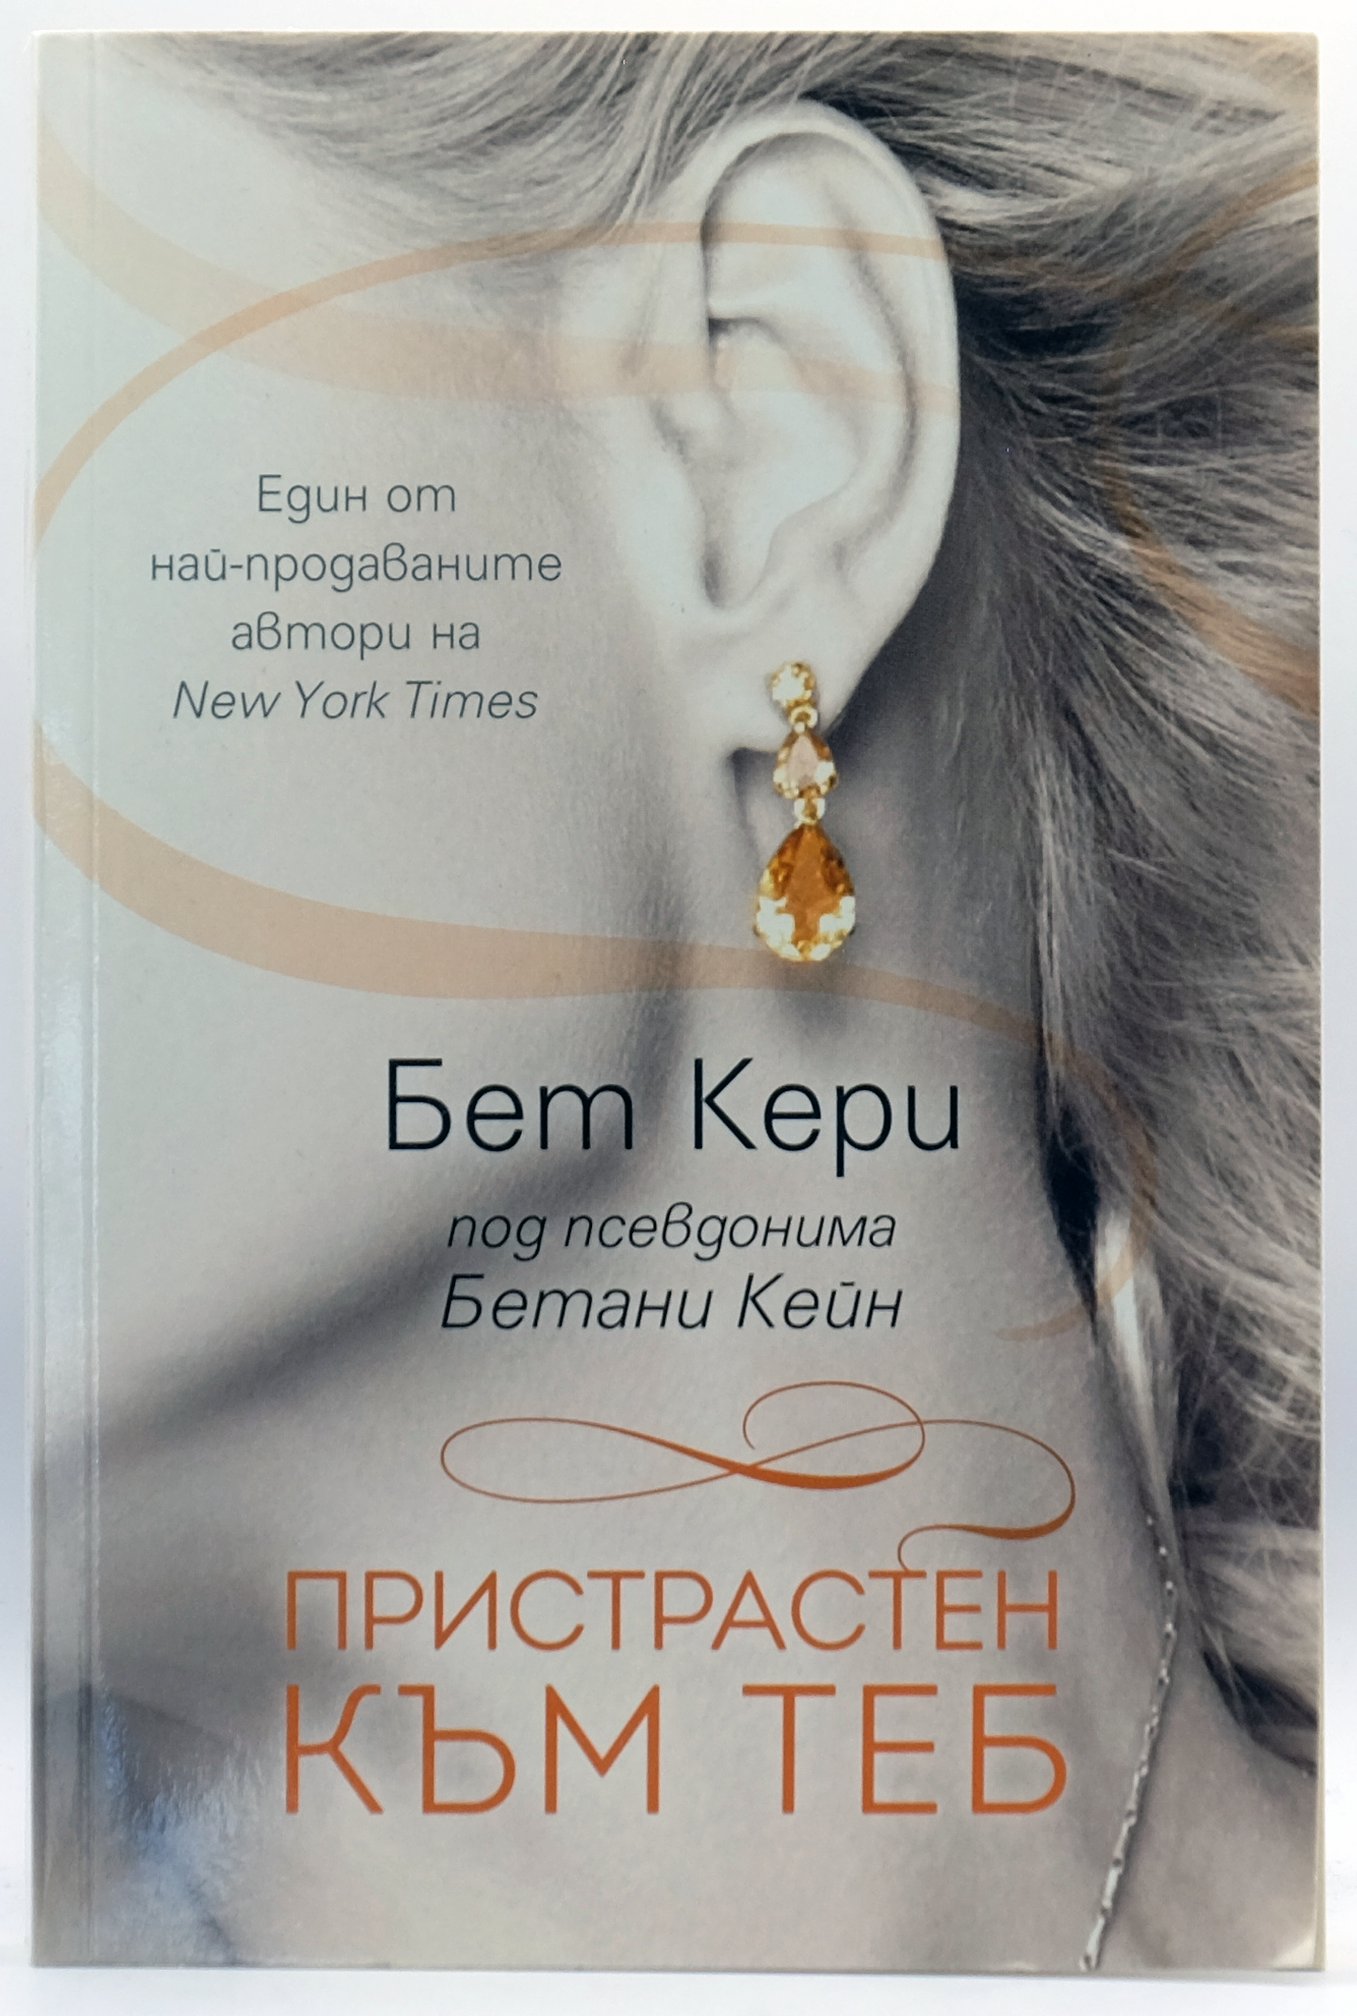 Един от
най-продаваните
автори на
New York Times
Бет Кери
под псевдонима
Бетани Кейн
ПРИСТРАСТЕН
КЪМ ТЕБ